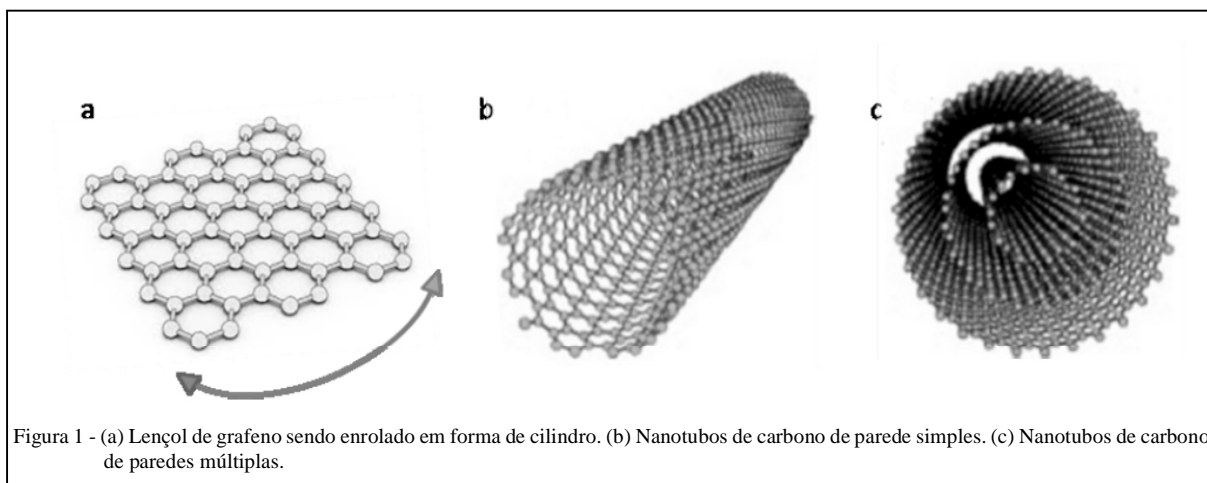 a
b
c
Figura 1 - (a) Lençol de grafeno sendo enrolado em forma de cilindro. (b) Nanotubos de carbono de parede simples. (c) Nanotubos de carbono
de paredes múltiplas.